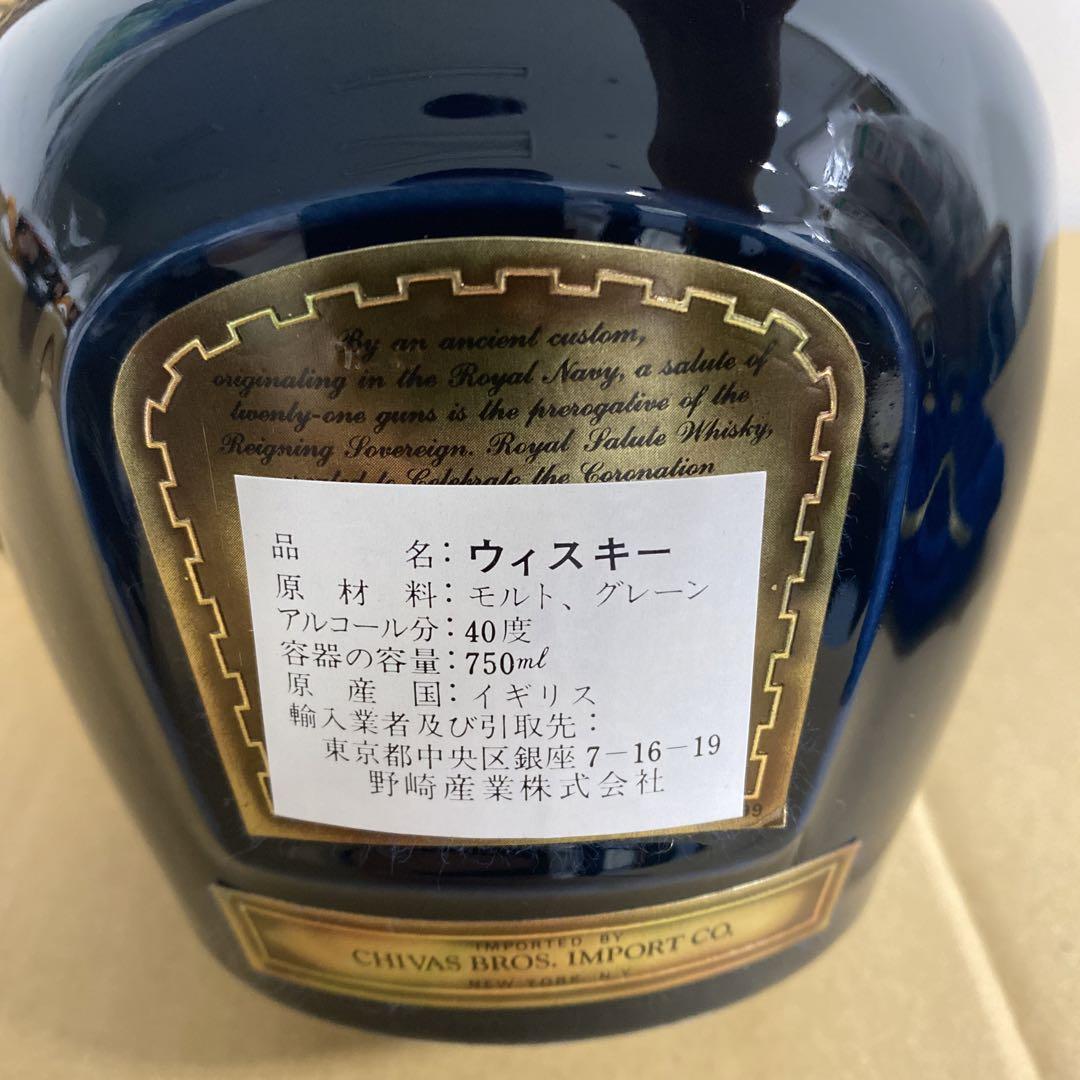 By an ancient custom,
originating in the Royal Navy, a salute of
twenty-one guns is the prerogative of the
Reigning Sovereign. Royal Salute Whisky,
to Celebrate the Coronation
品名:ウィスキー
原材料:モルト、グレーン
アルコール分:40度
容器の容量:750ml
原産国:イギリス
輸入業者及び引取先:
東京都中央区銀座7-16-19
野崎産業株式会社
99
IMPORTED BY
CHIVAS BROS. IMPORT CO.
NEW YORK, N.Y.